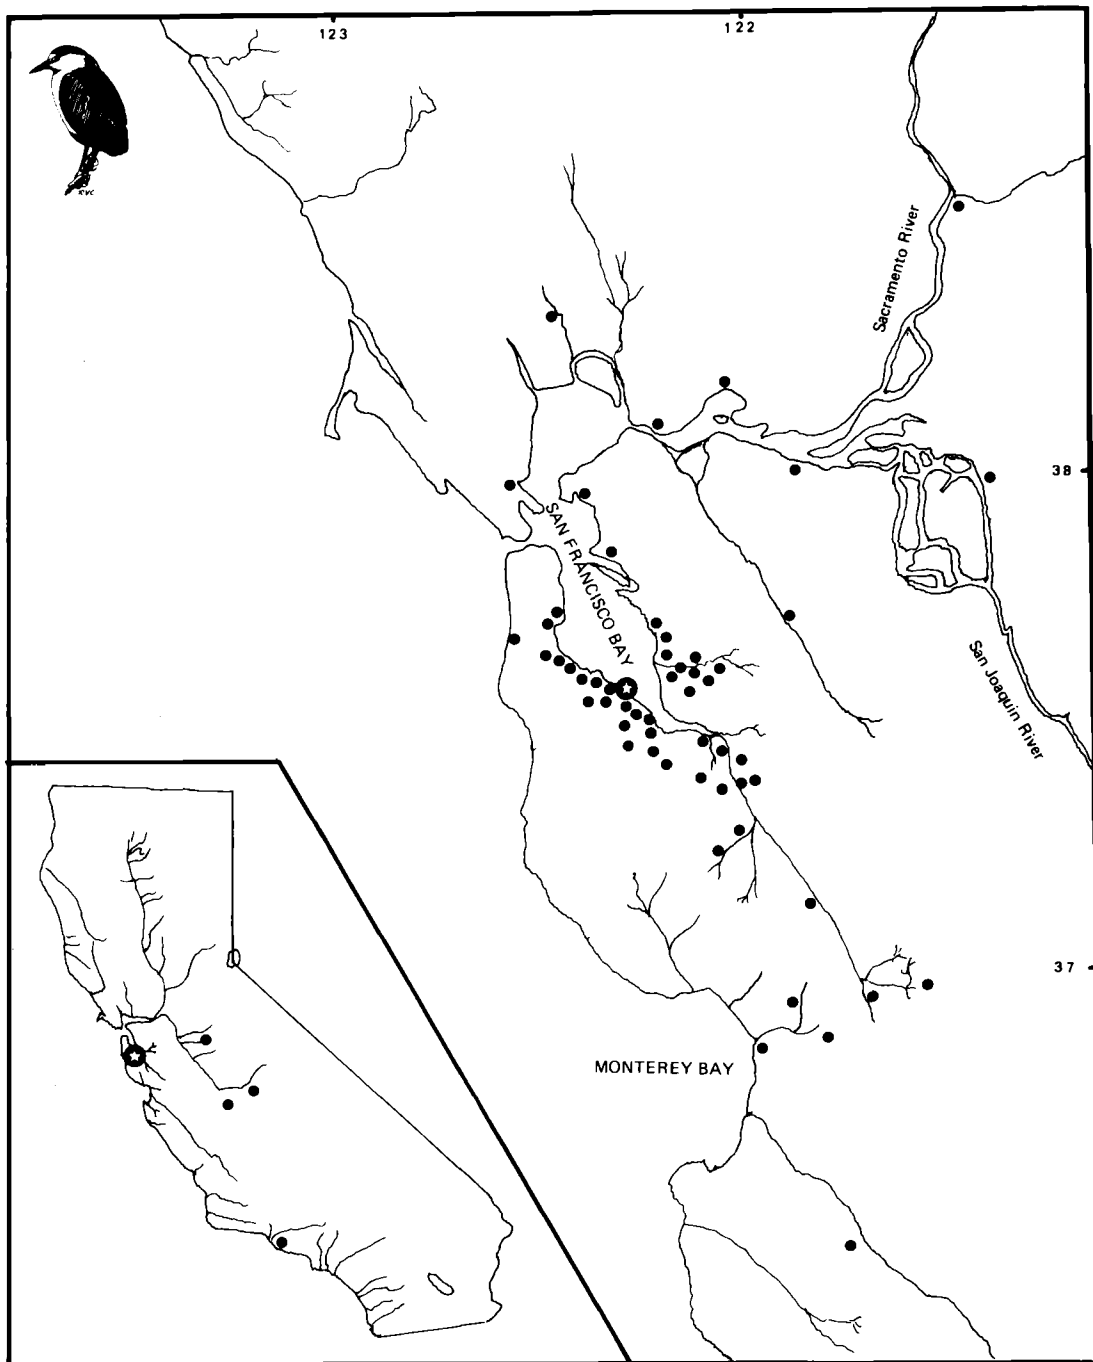 123
122
Sacramento River
38
SAN FRANCISCO BAY
San Joaquin River
37
MONTEREY BAY